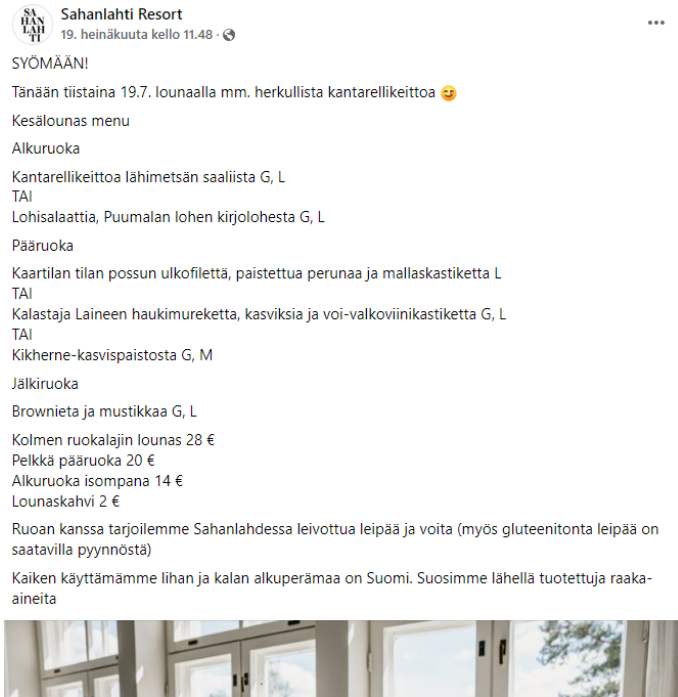 SA
HAN
LAH
TI
Sahanlahti Resort
19. heinäkuuta kello 11.48 ·
SYÖMÄÄN!
Tänään tiistaina 19.7. lounaalla mm. herkullista kantarellikeittoa 😋
Kesälounas menu
Alkuruoka
Kantarellikeittoa lähimetsän saaliista G, L
TAI
Lohisalaattia, Puumalan lohen kirjolohesta G, L
Pääruoka
Kaartilan tilan possun ulkofilettä, paistettua perunaa ja mallaskastiketta L
TAI
Kalastaja Laineen haukimureketta, kasviksia ja voi-valkoviinikastiketta G, L
TAI
Kikherne-kasvispaistosta G, M
Jälkiruoka
Brownieta ja mustikkaa G, L
Kolmen ruokalajin lounas 28 €
Pelkkä pääruoka 20 €
Alkuruoka isompana 14 €
Lounaskahvi 2 €
Ruoan kanssa tarjoilemme Sahanlahdessa leivottua leipää ja voita (myös gluteenitonta leipää on
saatavilla pyynnöstä)
Kaiken käyttämämme lihan ja kalan alkuperämaa on Suomi. Suosimme lähellä tuotettuja raaka-
aineita